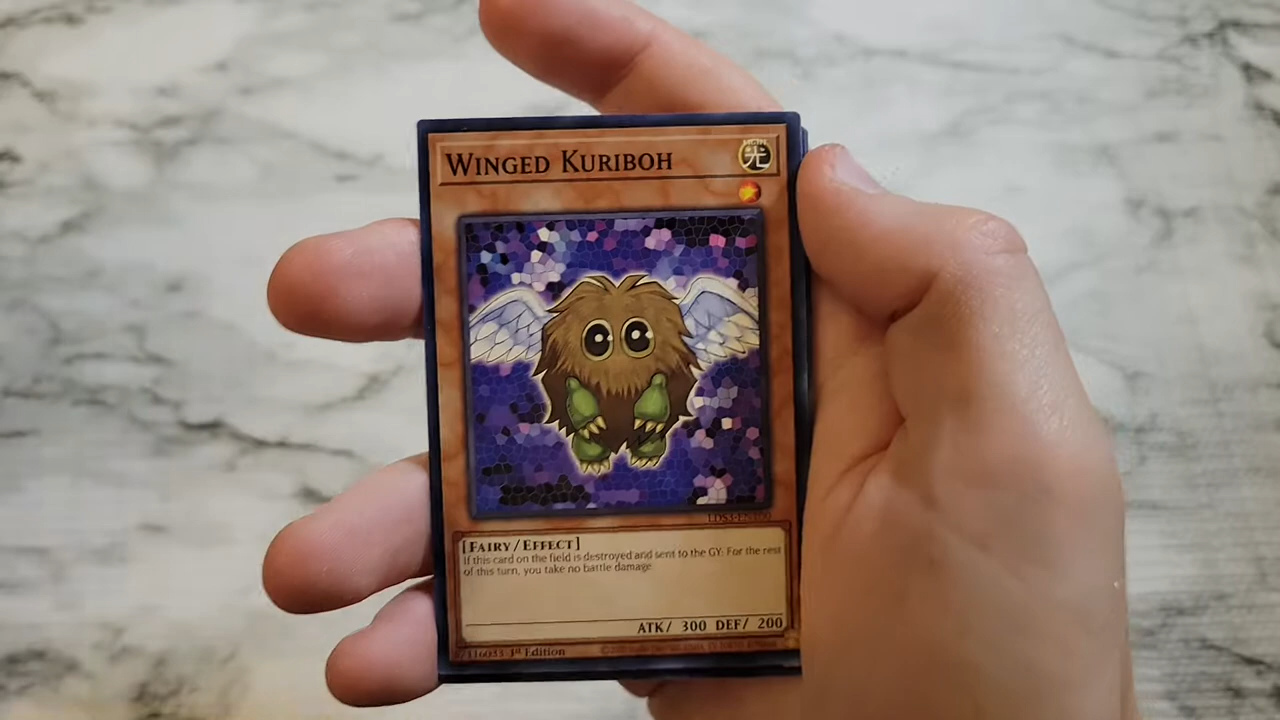 WINGED KURIBOH
LIGHT
光
[FAIRY/EFFECT]
If this card on the field is destroyed and sent to the GY: For the rest
of this turn, you take no battle damage.
ATK/ 300 DEF/ 200
1st Edition